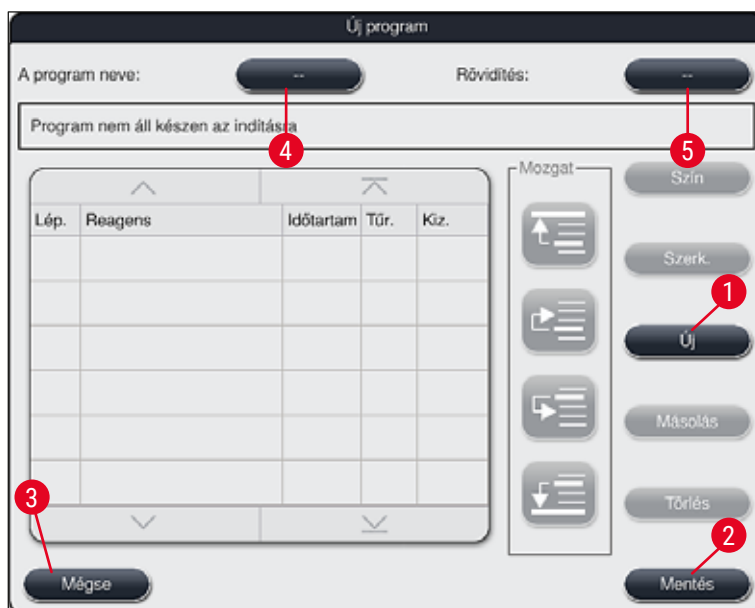 Új program
A program neve: -- Rövidítés: --
4 5
Program nem áll készen az indításra
Mozgat
Szín
Lép. Reagens Időtartam Tűr. Kiz.
Szerk.
1
Új
Másolás
3
Törlés
2
Mégse Mentés